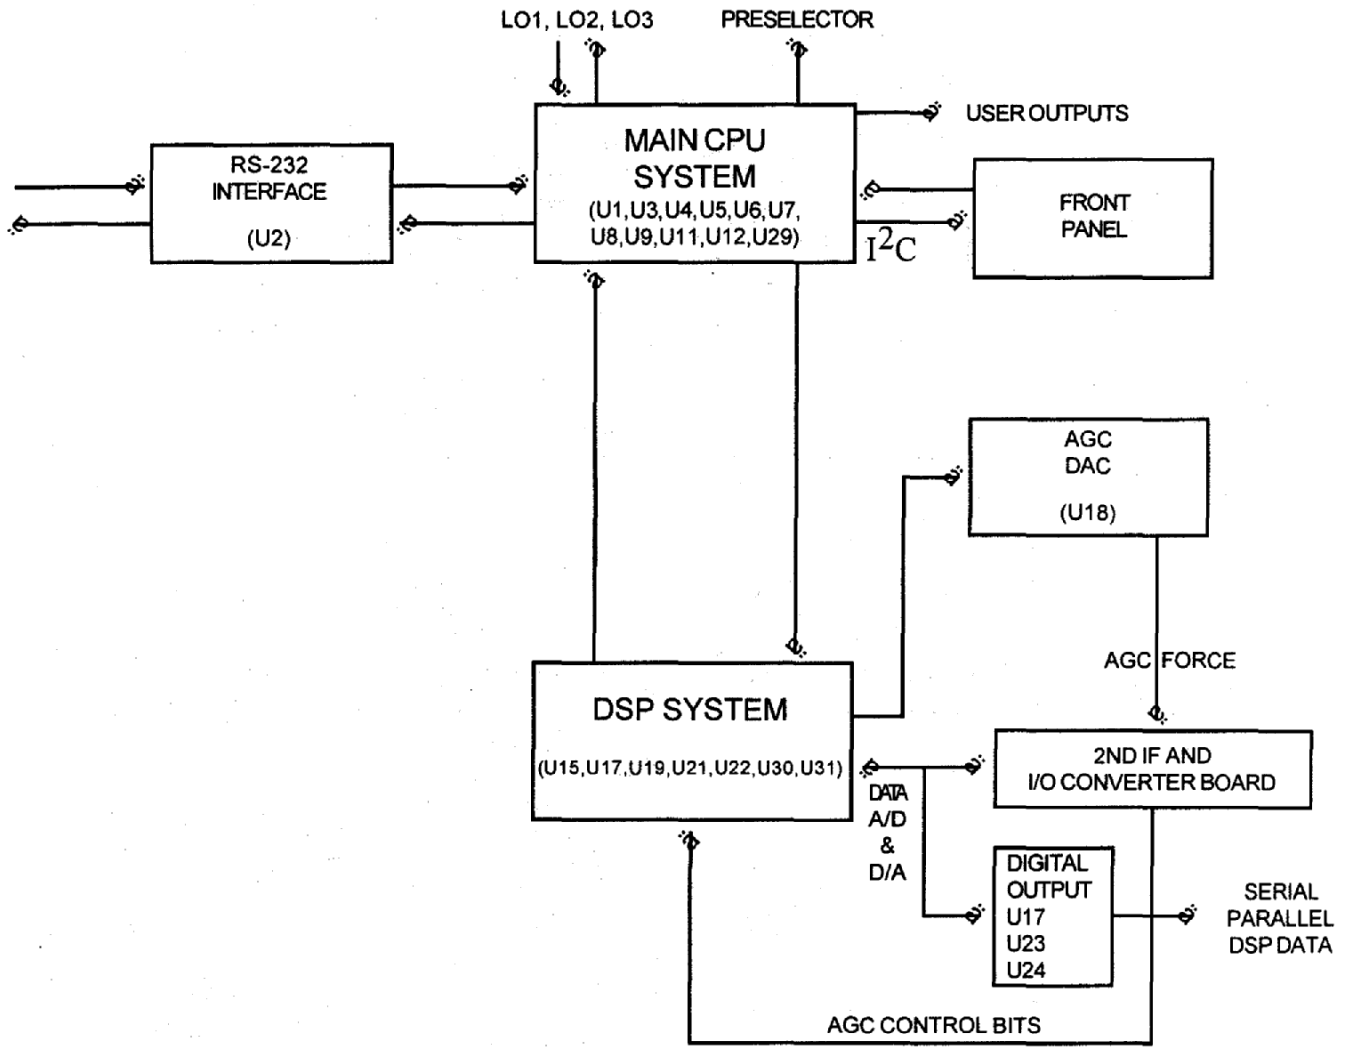 LO1, LO2, LO3
PRESELECTOR
USER OUTPUTS
MAIN CPU
SYSTEM
(U1,U3,U4,U5,U6,U7,
U8,U9,U11,U12,U29)
RS-232
INTERFACE
(U2)
FRONT
PANEL
I²C
AGC
DAC
(U18)
AGC FORCE
DSP SYSTEM
(U15,U17,U19,U21,U22,U30,U31)
2ND IF AND
I/O CONVERTER BOARD
DATA
A/D
&
D/A
DIGITAL
OUTPUT
U17
U23
U24
SERIAL
PARALLEL
DSP DATA
AGC CONTROL BITS